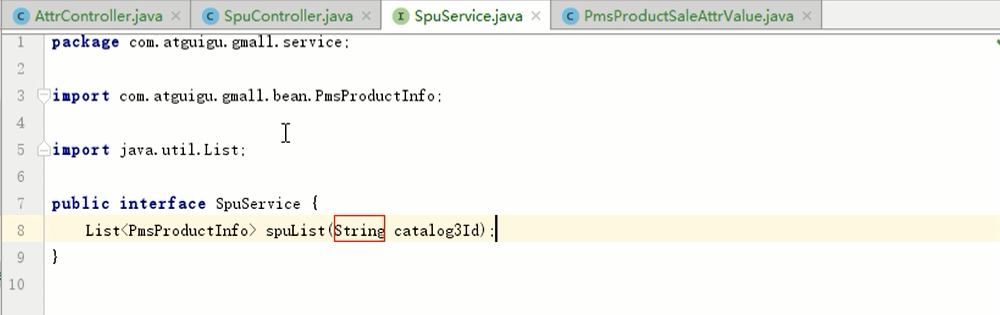 AttrController.java SpuController.java SpuService.java PmsProductSaleAttrValue.java
1 package com.atguigu.gmall.service;
2
3 import com.atguigu.gmall.bean.PmsProductInfo;
4
5 import java.util.List;
6
7 public interface SpuService {
8 List<PmsProductInfo> spuList(String catalog3Id);
9 }
10